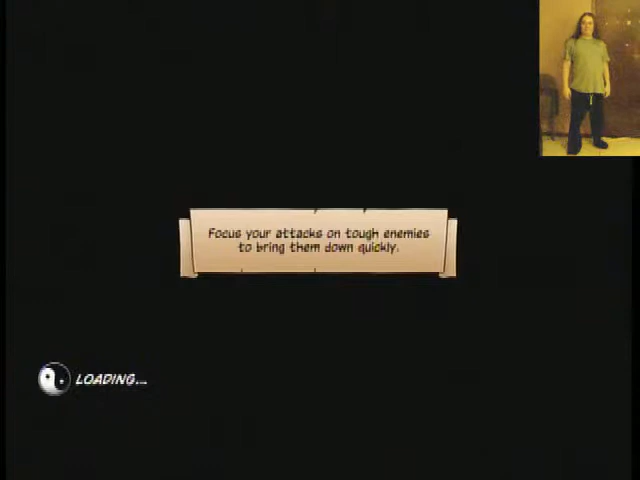 Focus your attacks on tough enemies
to bring them down quickly.
LOADING...